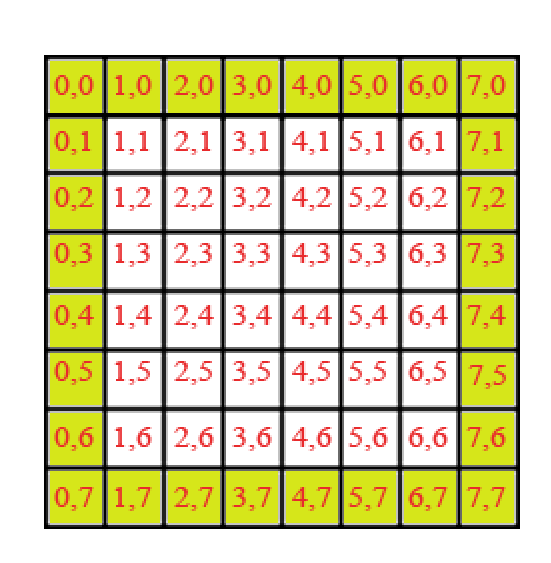 0,0 1,0 2,0 3,0 4,0 5,0 6,0 7,0
0,1 1,1 2,1 3,1 4,1 5,1 6,1 7,1
0,2 1,2 2,2 3,2 4,2 5,2 6,2 7,2
0,3 1,3 2,3 3,3 4,3 5,3 6,3 7,3
0,4 1,4 2,4 3,4 4,4 5,4 6,4 7,4
0,5 1,5 2,5 3,5 4,5 5,5 6,5 7,5
0,6 1,6 2,6 3,6 4,6 5,6 6,6 7,6
0,7 1,7 2,7 3,7 4,7 5,7 6,7 7,7